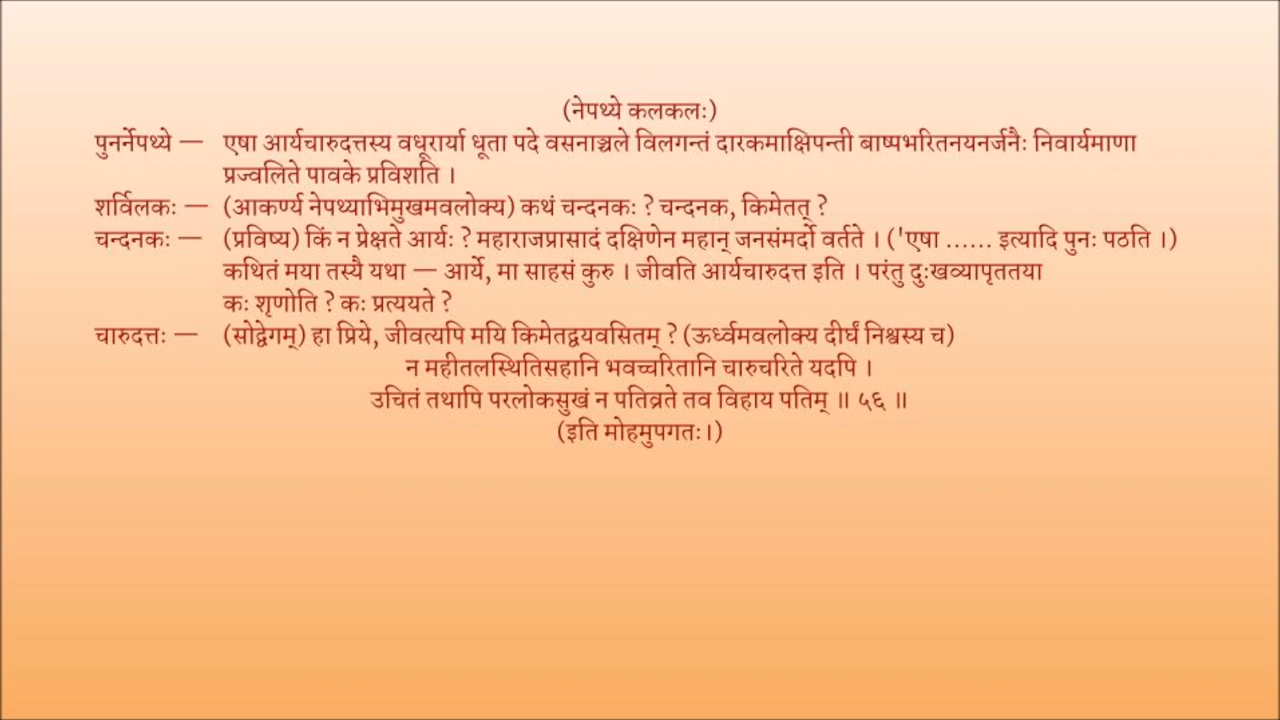 (नेपथ्ये कलकलः)
पुनर्नेपथ्ये — एषा आर्यचारुदत्तस्य वधूरार्या धूता पदे वसनाञ्चले विलगन्तं दारकमाक्षिपन्ती बाष्पभरितनयनर्जनैः निवार्यमाणा
प्रज्वलिते पावके प्रविशति ।
शर्विलकः — (आकर्ण्य नेपथ्याभिमुखमवलोक्य) कथं चन्दनकः ? चन्दनक, किमेतत् ?
चन्दनकः — (प्रविष्य) किं न प्रेक्षते आर्यः ? महाराजप्रासादं दक्षिणेन महान् जनसंमर्दो वर्तते । ('एषा ...... इत्यादि पुनः पठति ।)
कथितं मया तस्यै यथा — आर्ये, मा साहसं कुरु । जीवति आर्यचारुदत्त इति । परंतु दुःखव्यापृततया
कः शृणोति ? कः प्रत्ययते ?
चारुदत्तः — (सोद्वेगम्) हा प्रिये, जीवत्यपि मयि किमेतद्व्यवसितम् ? (ऊर्ध्वमवलोक्य दीर्घं निश्वस्य च)
न महीतलस्थितिसहानि भवच्चरितानि चारुचरिते यदपि ।
उचितं तथापि परलोकसुखं न पतिव्रते तव विहाय पतिम् ॥ ५६ ॥
(इति मोहमुपगतः।)